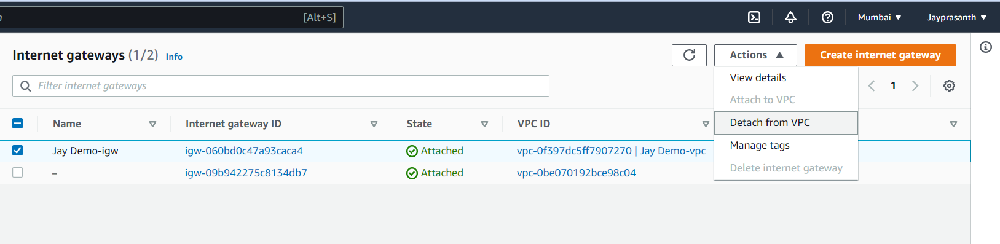 [Alt+S] Mumbai Jayprasanth
Internet gateways (1/2) Info
Actions
Create internet gateway
Filter internet gateways
1
View details
Attach to VPC
Detach from VPC
Manage tags
Delete internet gateway
Name Internet gateway ID State VPC ID
Jay Demo-igw igw-060bd0c47a93caca4 Attached vpc-0f397dc5ff7907270 | Jay Demo-vpc
– igw-09b942275c8134db7 Attached vpc-0be070192bce98c04